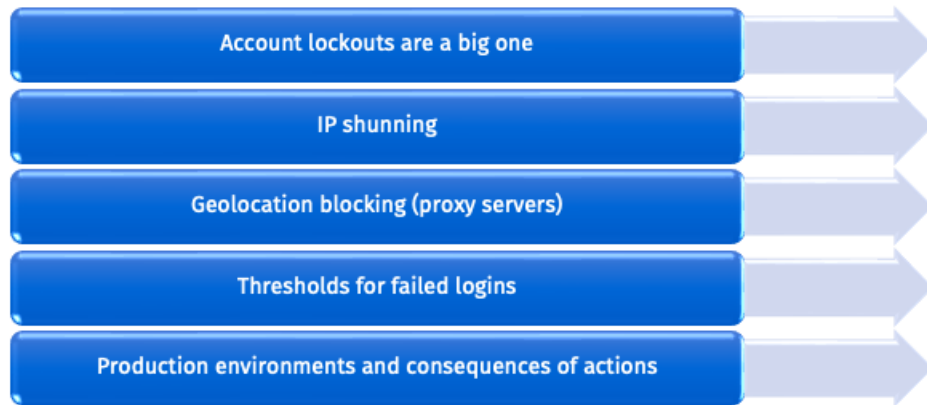 Account lockouts are a big one
IP shunning
Geolocation blocking (proxy servers)
Thresholds for failed logins
Production environments and consequences of actions